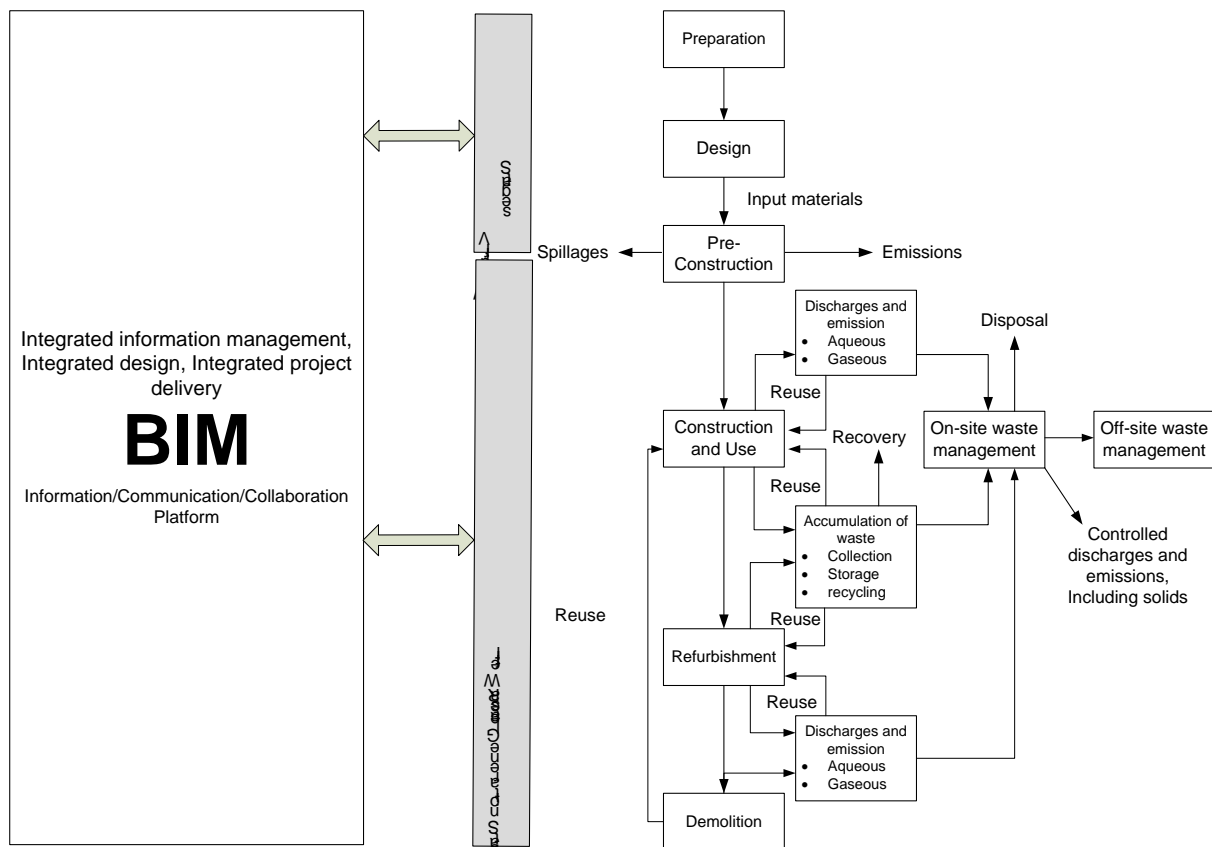 Integrated information management,
Integrated design, Integrated project
delivery
BIM
Information/Communication/Collaboration
Platform
Preparation
Design
Input materials
Spillages
Pre-
Construction
Emissions
Discharges and
emission
• Aqueous
• Gaseous
Disposal
Reuse
Construction
and Use
Recovery
On-site waste
management
Off-site waste
management
Reuse
Accumulation of
waste
• Collection
• Storage
• recycling
Controlled
discharges and
emissions,
Including solids
Reuse
Reuse
Refurbishment
Reuse
Discharges and
emission
• Aqueous
• Gaseous
Demolition